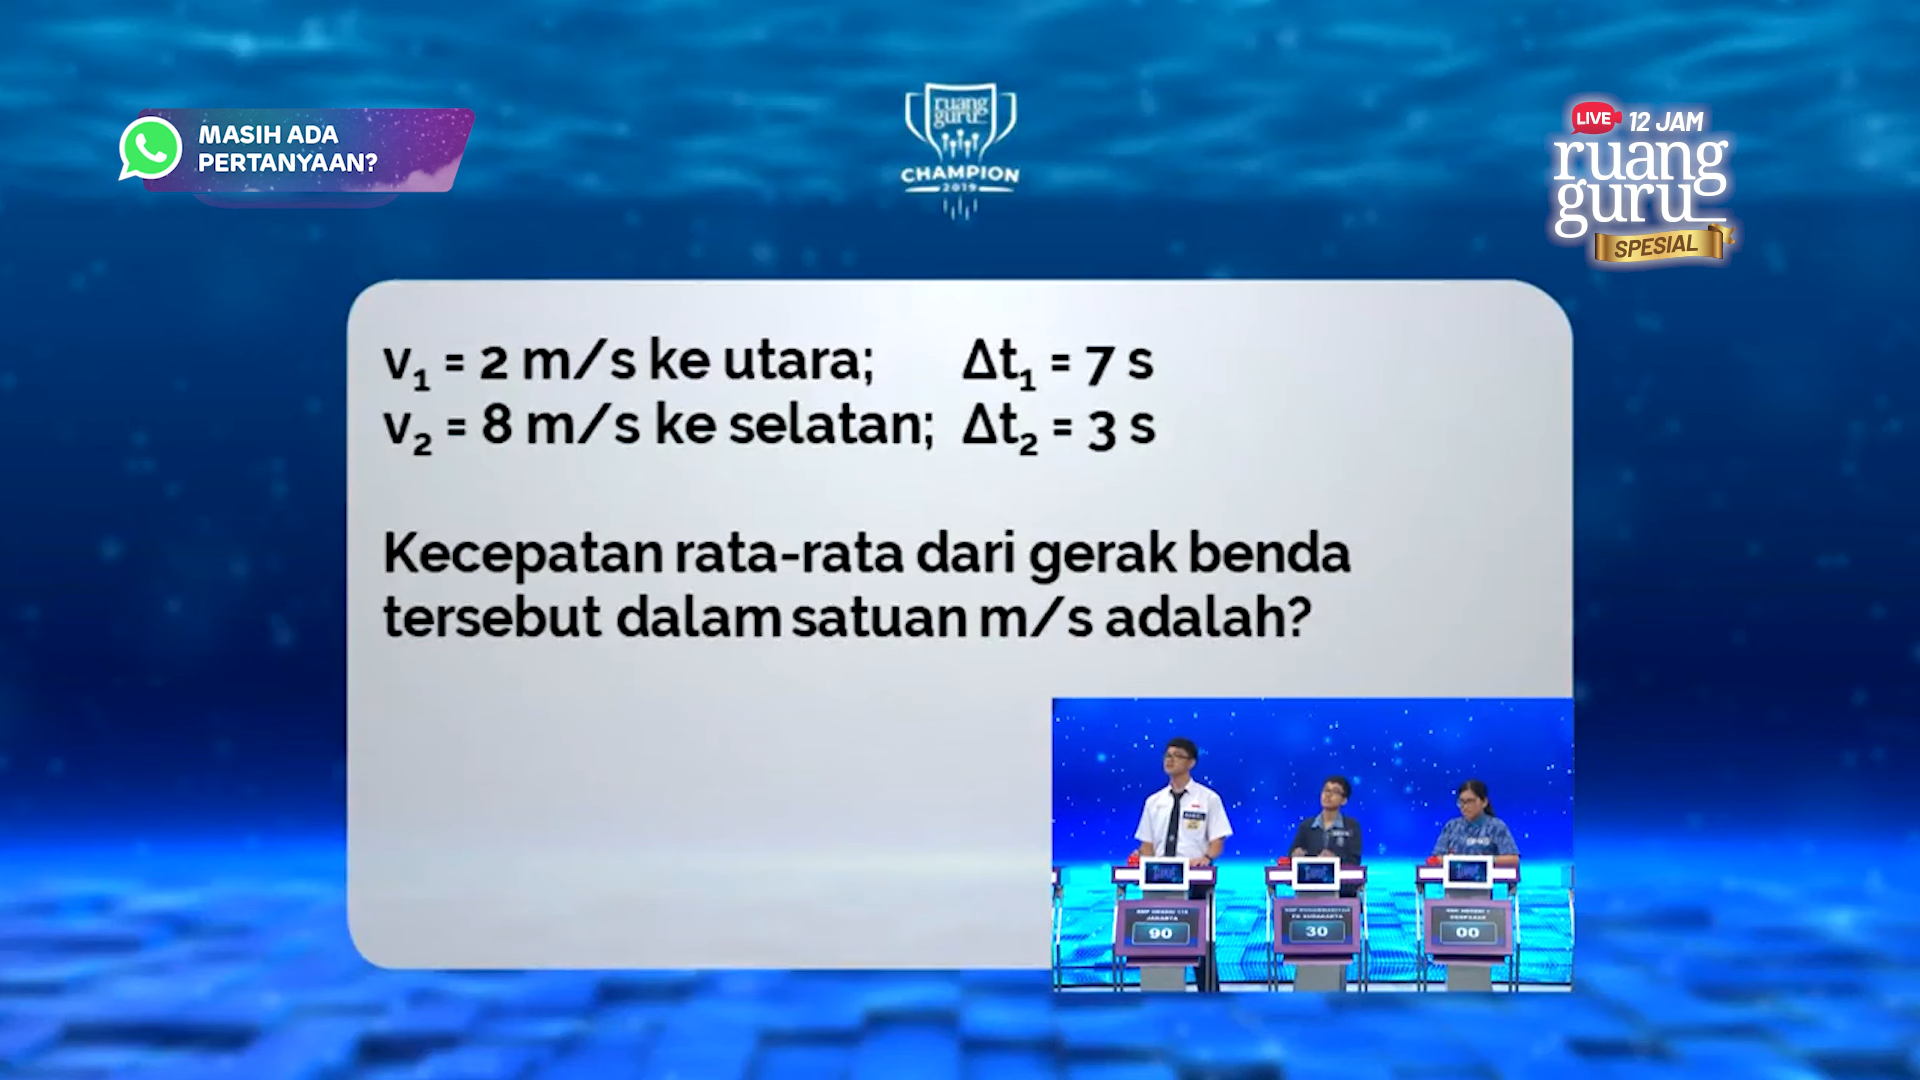 MASIH ADA
PERTANYAAN?
ruang
guru
CHAMPION
2019
LIVE 12 JAM
ruang
guru
SPESIAL
v₁ = 2 m/s ke utara; Δt₁ = 7 s
v₂ = 8 m/s ke selatan; Δt₂ = 3 s
Kecepatan rata-rata dari gerak benda
tersebut dalam satuan m/s adalah?
90
30
00